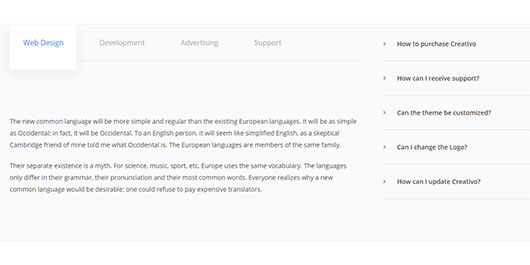 Web Design
Development
Advertising
Support
The new common language will be more simple and regular than the existing European languages. It will be as simple
as Occidental; in fact, it will be Occidental. To an English person, it will seem like simplified English, as a skeptical
Cambridge friend of mine told me what Occidental is. The European languages are members of the same family.
Their separate existence is a myth. For science, music, sport, etc, Europe uses the same vocabulary. The languages
only differ in their grammar, their pronunciation and their most common words. Everyone realizes why a new
common language would be desirable: one could refuse to pay expensive translators.
How to purchase Creativo
How can I receive support?
Can the theme be customized?
Can I change the Logo?
How can I update Creativo?